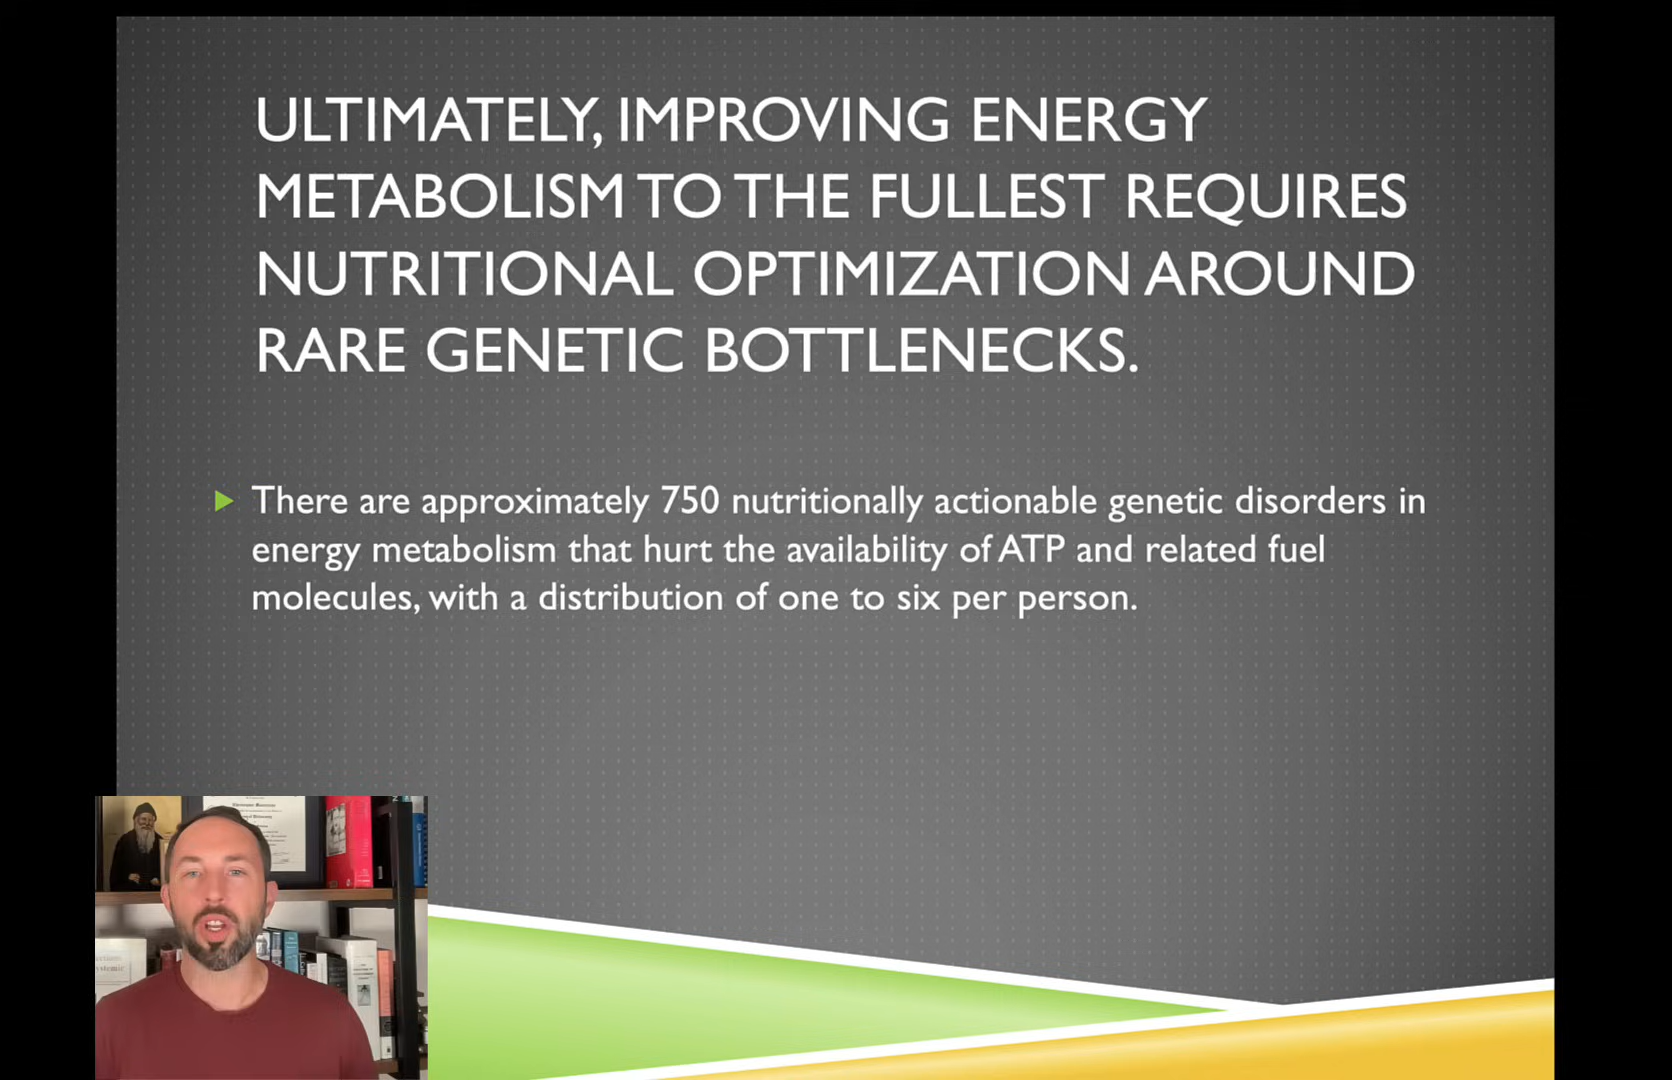 ULTIMATELY, IMPROVING ENERGY
METABOLISM TO THE FULLEST REQUIRES
NUTRITIONAL OPTIMIZATION AROUND
RARE GENETIC BOTTLENECKS.
There are approximately 750 nutritionally actionable genetic disorders in
energy metabolism that hurt the availability of ATP and related fuel
molecules, with a distribution of one to six per person.